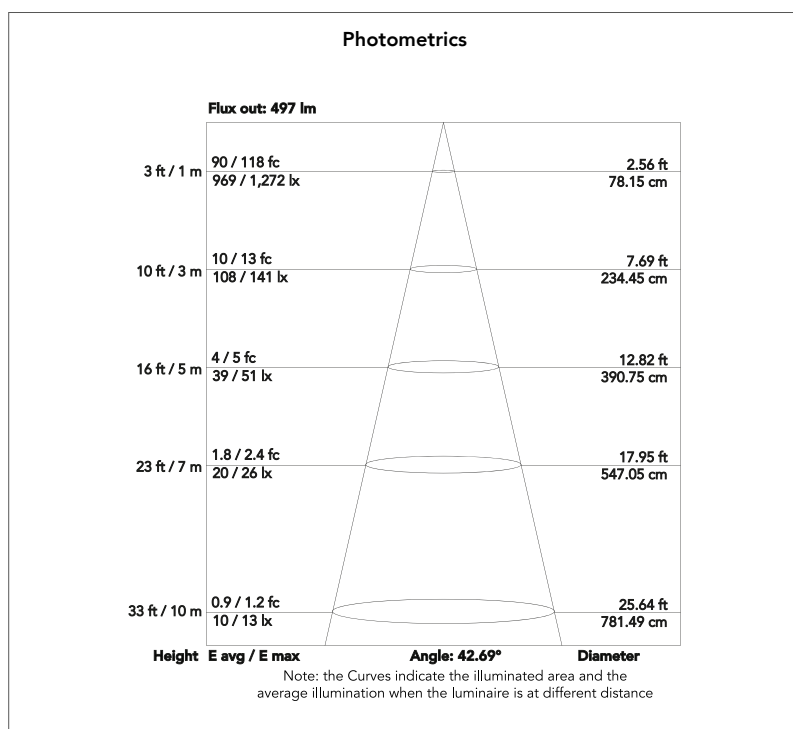 Photometrics
Flux out: 497 lm
3 ft / 1 m
90 / 118 fc
969 / 1,272 lx
2.56 ft
78.15 cm
10 ft / 3 m
10 / 13 fc
108 / 141 lx
7.69 ft
234.45 cm
16 ft / 5 m
4 / 5 fc
39 / 51 lx
12.82 ft
390.75 cm
23 ft / 7 m
1.8 / 2.4 fc
20 / 26 lx
17.95 ft
547.05 cm
33 ft / 10 m
0.9 / 1.2 fc
10 / 13 lx
25.64 ft
781.49 cm
Height E avg / E max Angle: 42.69° Diameter
Note: the Curves indicate the illuminated area and the
average illumination when the luminaire is at different distance